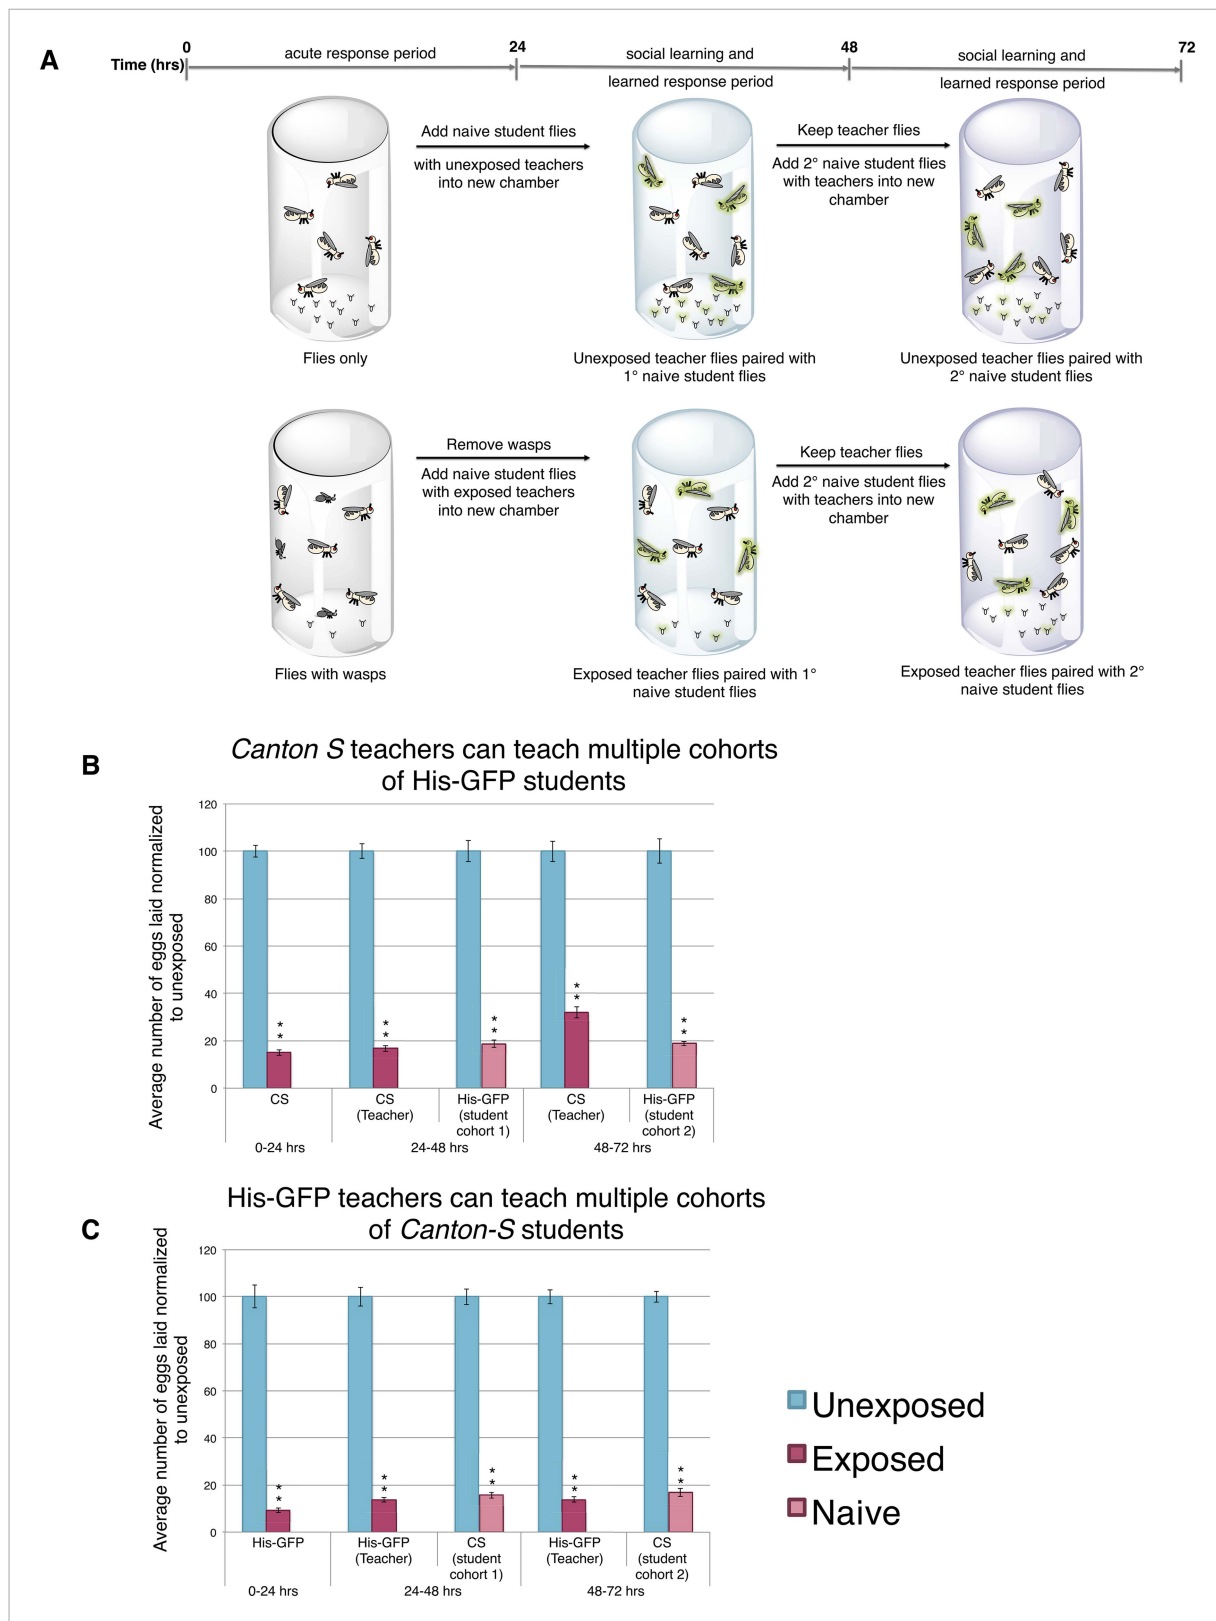 A
Time (hrs)
0
acute response period
24
social learning and
learned response period
48
social learning and
learned response period
72
Add naive student flies
with unexposed teachers
into new chamber
Keep teacher flies
Add 2° naive student flies
with teachers into new
chamber
Flies only
Unexposed teacher flies paired with
1° naive student flies
Unexposed teacher flies paired with
2° naive student flies
Remove wasps
Add naive student flies
with exposed teachers
into new chamber
Keep teacher flies
Add 2° naive student flies
with teachers into new
chamber
Flies with wasps
Exposed teacher flies paired with 1°
naive student flies
Exposed teacher flies paired with 2°
naive student flies
B
Canton S teachers can teach multiple cohorts
of His-GFP students
Average number of eggs laid normalized
to unexposed
120
100
80
60
40
20
0
* *
* *
* *
* *
* *
CS
CS
(Teacher)
His-GFP
(student
cohort 1)
CS
(Teacher)
His-GFP
(student
cohort 2)
0-24 hrs
24-48 hrs
48-72 hrs
C
His-GFP teachers can teach multiple cohorts
of Canton-S students
Average number of eggs laid normalized
to unexposed
120
100
80
60
40
20
0
* *
* *
* *
* *
* *
His-GFP
His-GFP
(Teacher)
CS
(student
cohort 1)
His-GFP
(Teacher)
CS
(student
cohort 2)
0-24 hrs
24-48 hrs
48-72 hrs
Unexposed
Exposed
Naive